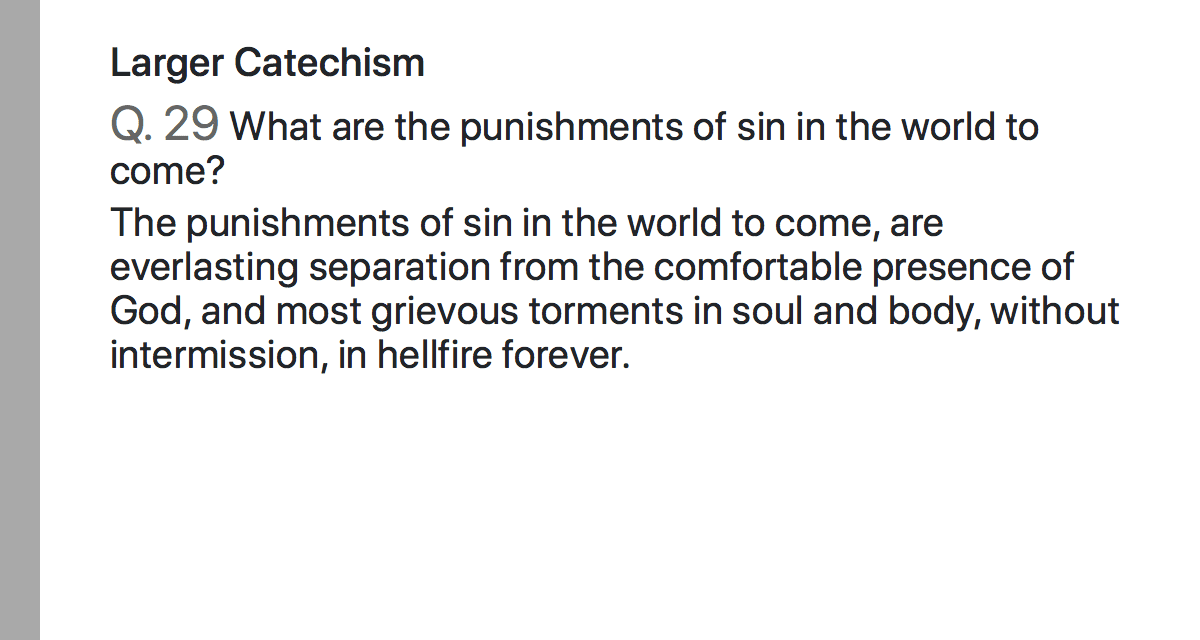 Larger Catechism
Q. 29 What are the punishments of sin in the world to
come?
The punishments of sin in the world to come, are
everlasting separation from the comfortable presence of
God, and most grievous torments in soul and body, without
intermission, in hellfire forever.